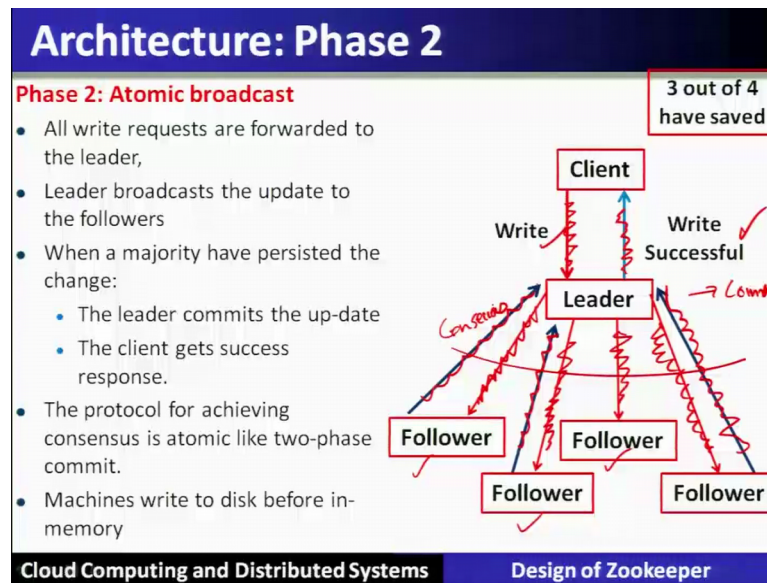 Architecture: Phase 2
Phase 2: Atomic broadcast
All write requests are forwarded to
the leader,
Leader broadcasts the update to
the followers
When a majority have persisted the
change:
The leader commits the up-date
The client gets success
response.
The protocol for achieving
consensus is atomic like two-phase
commit.
Machines write to disk before in-
memory
3 out of 4
have saved
Client
Write
Write
Successful
Leader
Follower
Follower
Follower
Follower
Cloud Computing and Distributed Systems
Design of Zookeeper